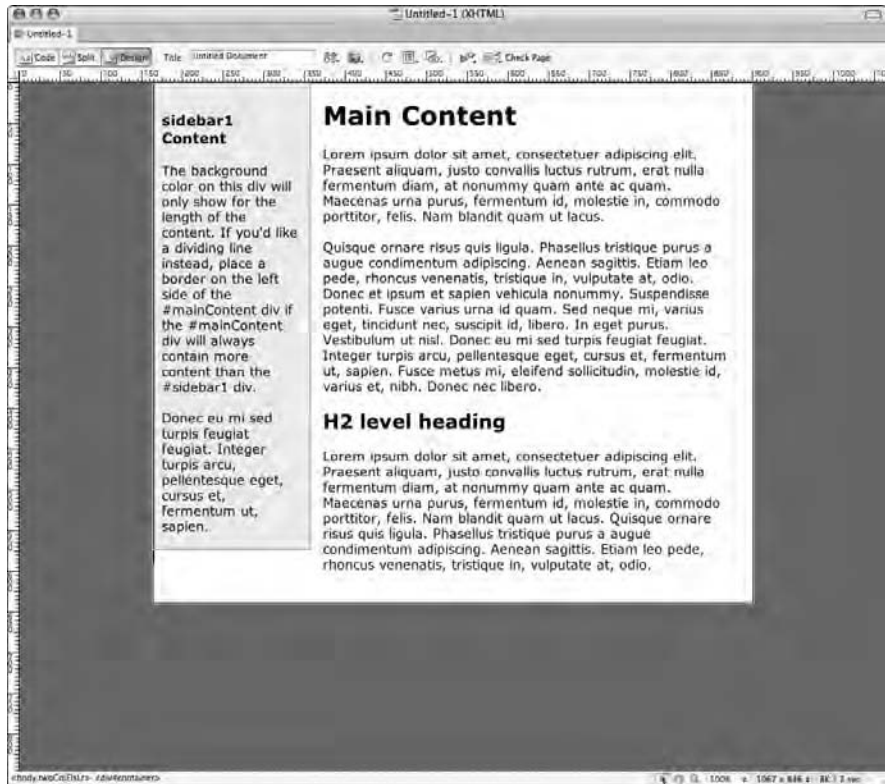 Untitled-1 (XHTML)
Untitled-1
Code Split Design Title Untitled Document Check Page
sidebar1
Content
The background
color on this div will
only show for the
length of the
content. If you'd like
a dividing line
instead, place a
border on the left
side of the
#mainContent div if
the #mainContent
div will always
contain more
content than the
#sidebar1 div.
Donec eu mi sed
turpis feugiat
feugiat. Integer
turpis arcu,
pellentesque eget,
cursus et,
fermentum ut,
sapien.
Main Content
Lorem ipsum dolor sit amet, consectetuer adipiscing elit.
Praesent aliquam, justo convallis luctus rutrum, erat nulla
fermentum diam, at nonummy quam ante ac quam.
Maecenas urna purus, fermentum id, molestie in, commodo
porttitor, felis. Nam blandit quam ut lacus.
Quisque ornare risus quis ligula. Phasellus tristique purus a
augue condimentum adipiscing. Aenean sagittis. Etiam leo
pede, rhoncus venenatis, tristique in, vulputate at, odio.
Donec et ipsum et sapien vehicula nonummy. Suspendisse
potenti. Fusce varius urna id quam. Sed neque mi, varius
eget, tincidunt nec, suscipit id, libero. In eget purus.
Vestibulum ut nisl. Donec eu mi sed turpis feugiat feugiat.
Integer turpis arcu, pellentesque eget, cursus et, fermentum
ut, sapien. Fusce metus mi, eleifend sollicitudin, molestie id,
varius et, nibh. Donec nec libero.
H2 level heading
Lorem ipsum dolor sit amet, consectetuer adipiscing elit.
Praesent aliquam, justo convallis luctus rutrum, erat nulla
fermentum diam, at nonummy quam ante ac quam.
Maecenas urna purus, fermentum id, molestie in, commodo
porttitor, felis. Nam blandit quam ut lacus. Quisque ornare
risus quis ligula. Phasellus tristique purus a augue
condimentum adipiscing. Aenean sagittis. Etiam leo pede,
rhoncus venenatis, tristique in, vulputate at, odio.